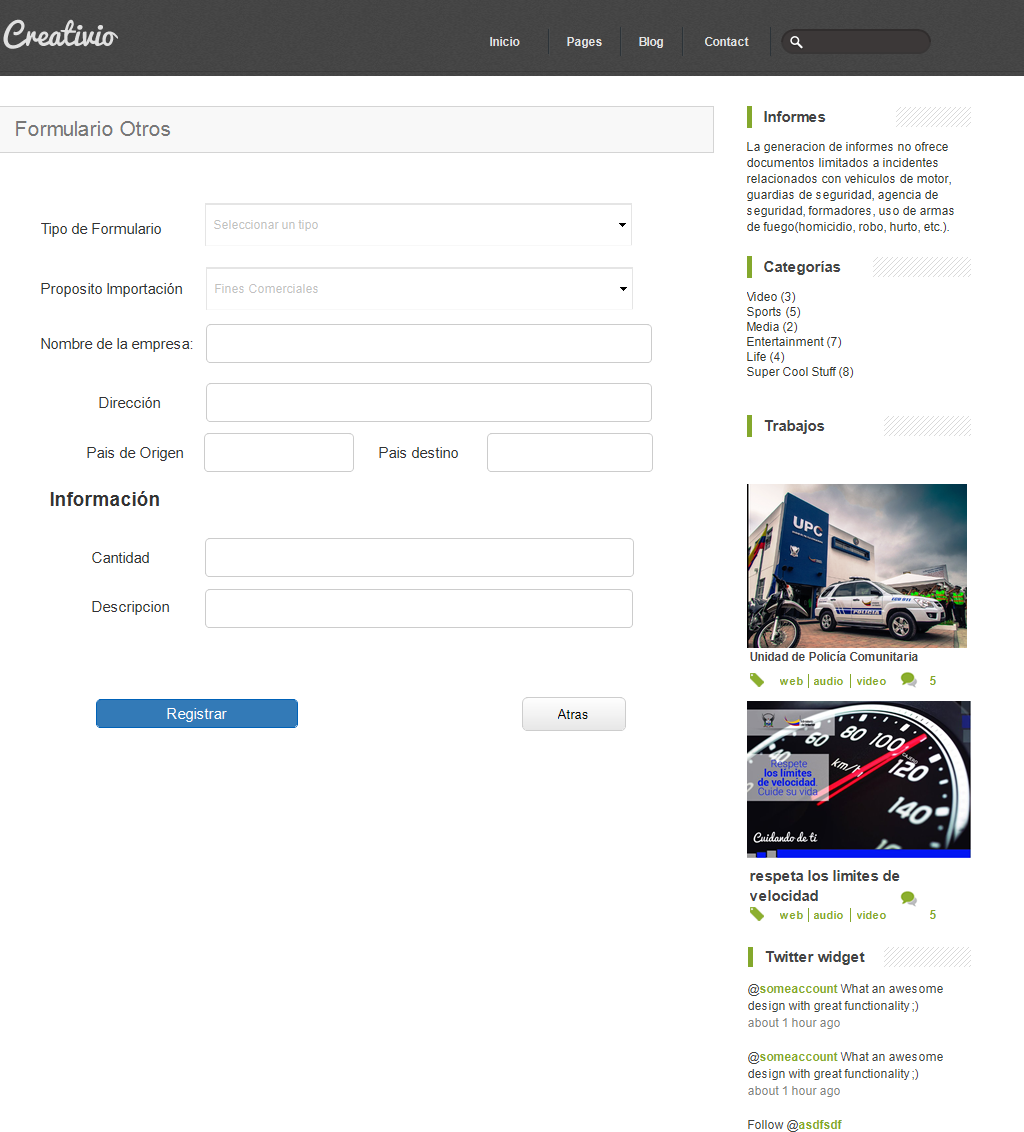 Creativio
Inicio
Pages
Blog
Contact
Formulario Otros
Tipo de Formulario
Seleccionar un tipo
Proposito Importación
Fines Comerciales
Nombre de la empresa:
Dirección
Pais de Origen
Pais destino
Información
Cantidad
Descripcion
Registrar
Atras
Informes
La generacion de informes no ofrece
documentos limitados a incidentes
relacionados con vehiculos de motor,
guardias de seguridad, agencia de
seguridad, formadores, uso de armas
de fuego(homicidio, robo, hurto, etc.).
Categorías
Video (3)
Sports (5)
Media (2)
Entertainment (7)
Life (4)
Super Cool Stuff (8)
Trabajos
UPC
POLICIA
Unidad de Policía Comunitaria
web | audio | video 5
60 80 100 120 140
km/h
Respete
los límites
de velocidad.
Cuide su vida
Cuidando de ti
respeta los limites de
velocidad
web | audio | video 5
Twitter widget
@someaccount What an awesome
design with great functionality ;)
about 1 hour ago
@someaccount What an awesome
design with great functionality ;)
about 1 hour ago
Follow @asdfsdf